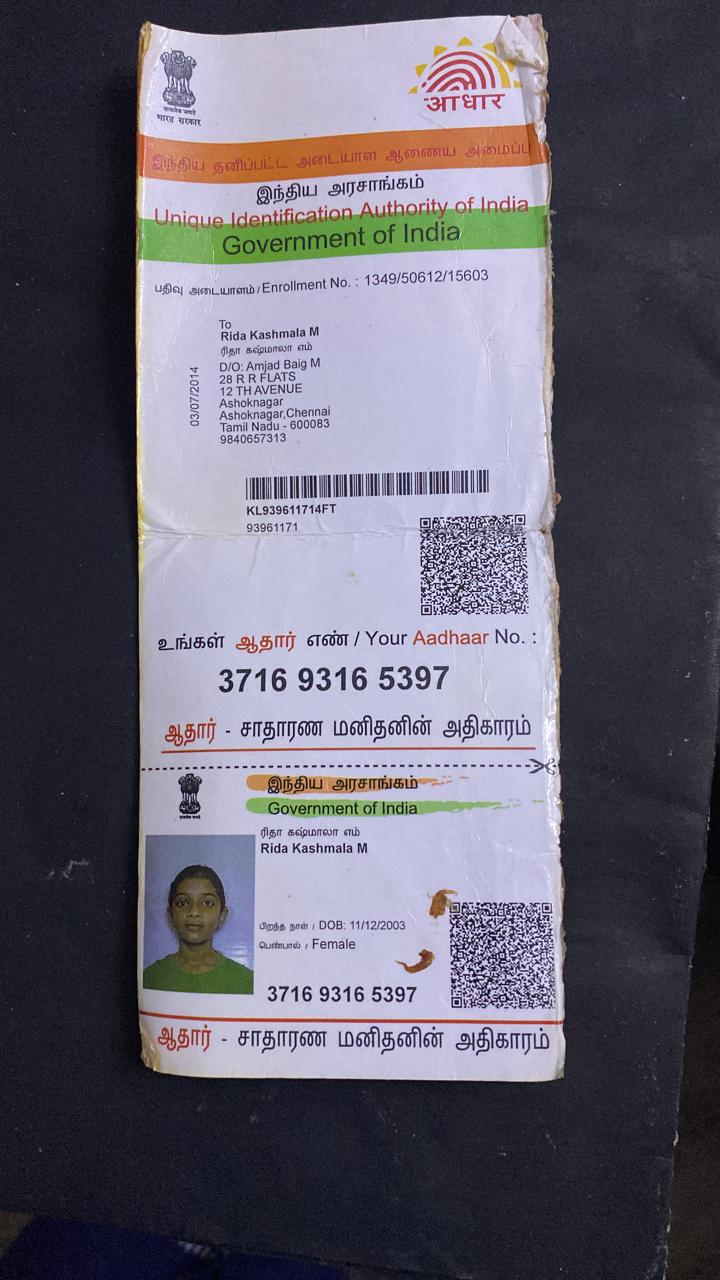 सत्यमेव जयते
भारत सरकार
आधार
இந்திய தனிப்பட்ட அடையாள ஆணைய அமைப்பு
இந்திய அரசாங்கம்
Unique Identification Authority of India
Government of India
பதிவு அடையாளம் / Enrollment No. : 1349/50612/15603
03/07/2014
To
Rida Kashmala M
ரிதா கஷ்மாலா எம்
D/O: Amjad Baig M
28 R R FLATS
12 TH AVENUE
Ashoknagar
Ashoknagar,Chennai
Tamil Nadu - 600083
9840657313
KL939611714FT
93961171
உங்கள் ஆதார் எண் / Your Aadhaar No. :
3716 9316 5397
ஆதார் - சாதாரண மனிதனின் அதிகாரம்
இந்திய அரசாங்கம்
Government of India
ரிதா கஷ்மாலா எம்
Rida Kashmala M
பிறந்த நாள் / DOB: 11/12/2003
பெண்பால் / Female
3716 9316 5397
ஆதார் - சாதாரண மனிதனின் அதிகாரம்